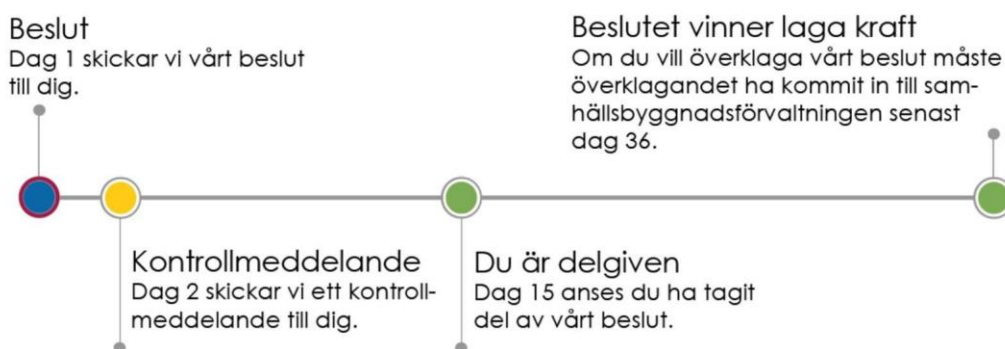 Beslut
Dag 1 skickar vi vårt beslut
till dig.
Kontrollmeddelande
Dag 2 skickar vi ett kontroll-
meddelande till dig.
Du är delgiven
Dag 15 anses du ha tagit
del av vårt beslut.
Beslutet vinner laga kraft
Om du vill överklaga vårt beslut måste
överklagandet ha kommit in till sam-
hällsbyggnadsförvaltningen senast
dag 36.